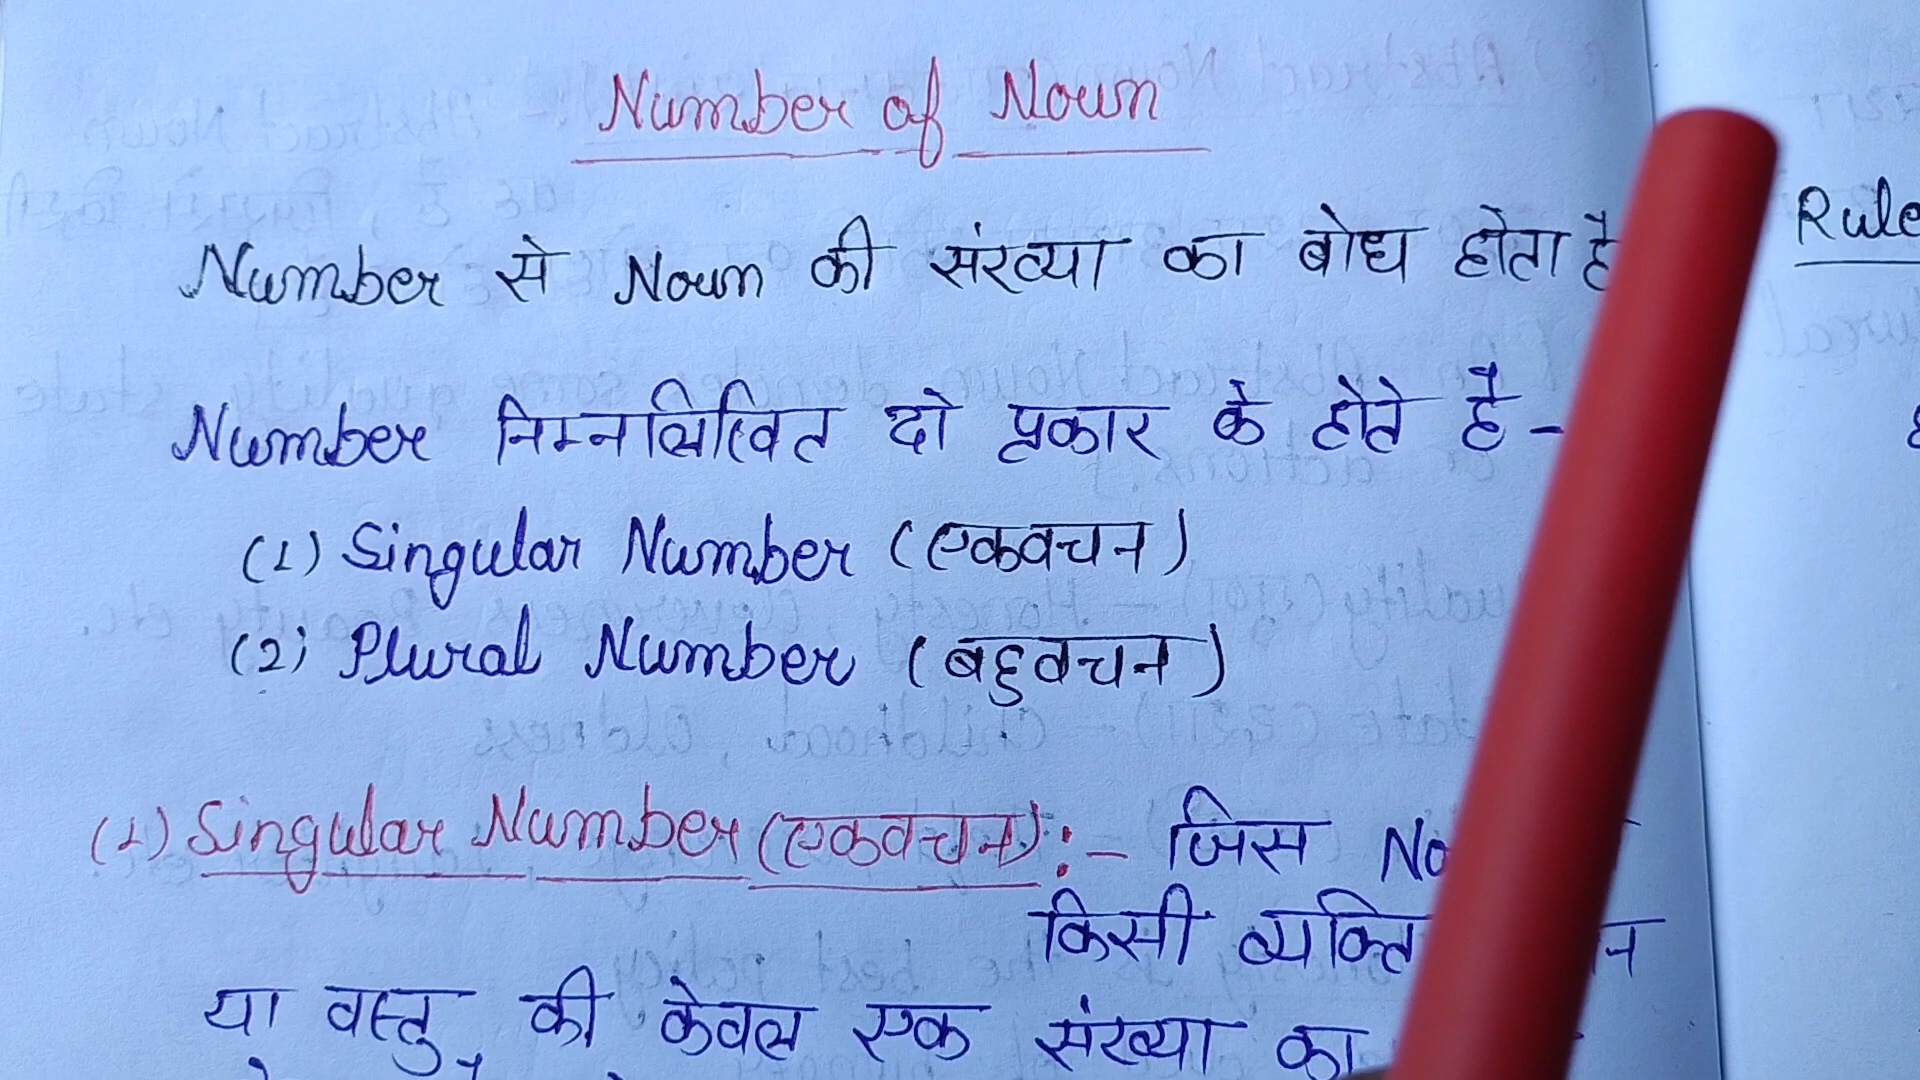 Number of Noun
Number से Noun की संख्या का बोध होता है
Number निम्नलिखित दो प्रकार के होते है -
(1) Singular Number (एकवचन)
(2) Plural Number (बहुवचन)
(1) Singular Number (एकवचन) :- जिस
किसी व्यक्ति
या वस्तु की केवल एक संख्या का
Rule